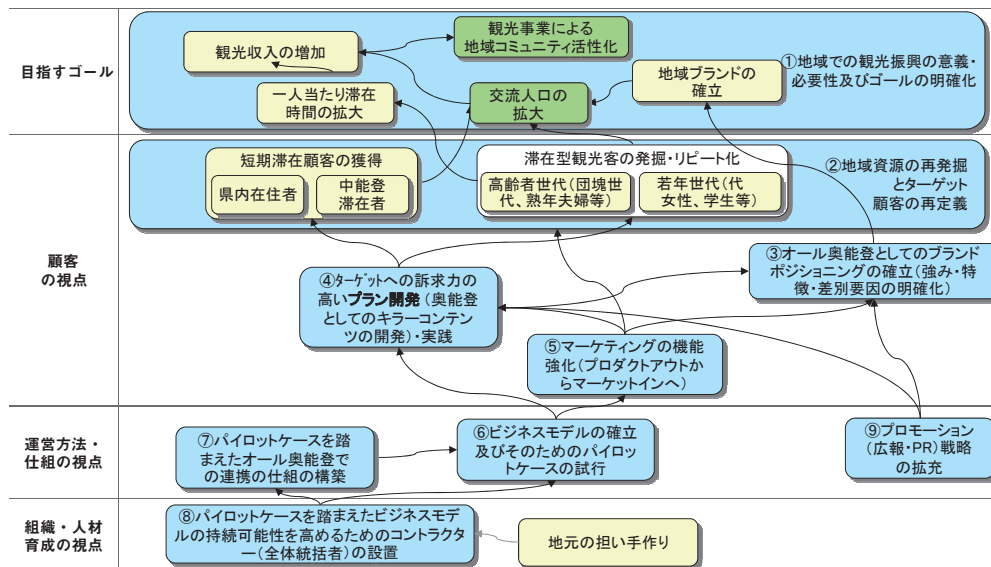 目指すゴール
観光収入の増加
観光事業による
地域コミュニティ活性化
一人当たり滞在
時間の拡大
交流人口の
拡大
地域ブランドの
確立
①地域での観光振興の意義・
必要性及びゴールの明確化
顧客
の視点
短期滞在顧客の獲得
県内在住者
中能登
滞在者
滞在型観光客の発掘・リピート化
高齢者世代(団塊世
代、熟年夫婦等)
若年世代(代
女性、学生等)
②地域資源の再発掘
とターゲット
顧客の再定義
③オール奥能登としてのブランド
ポジショニングの確立(強み・特
徴・差別要因の明確化)
④ターゲットへの訴求力の
高いプラン開発(奥能登
としてのキラーコンテン
ツの開発)・実践
⑤マーケティングの機能
強化(プロダクトアウトか
らマーケットインへ)
運営方法・
仕組の視点
⑦パイロットケースを踏
まえたオール奥能登で
の連携の仕組の構築
⑥ビジネスモデルの確立
及びそのためのパイロッ
トケースの試行
⑨プロモーション
(広報・PR)戦略
の拡充
組織・人材
育成の視点
⑧パイロットケースを踏まえたビジネスモデ
ルの持続可能性を高めるためのコントラク
ター(全体統括者)の設置
地元の担い手作り